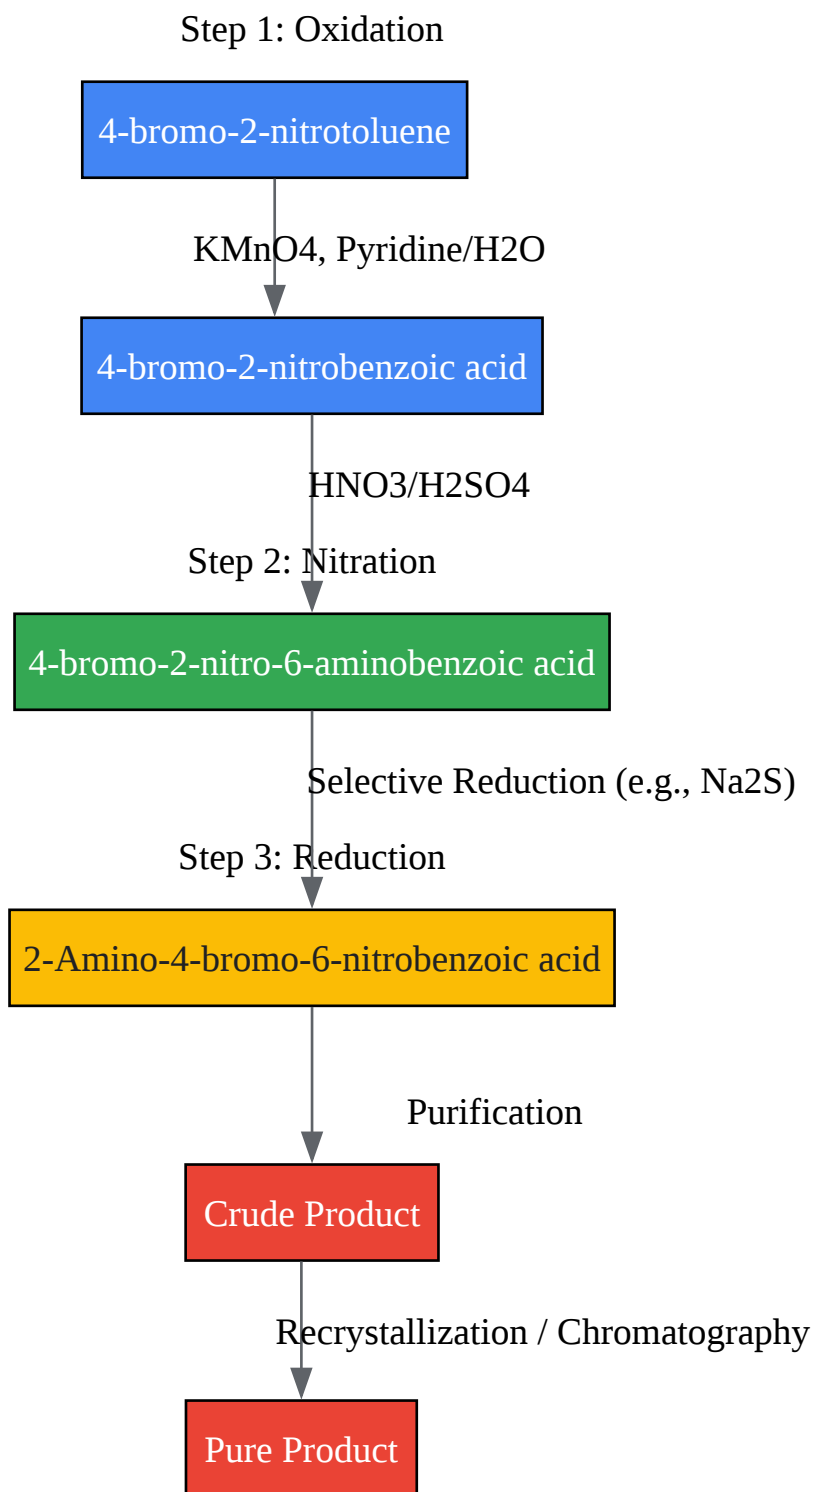 Step 1: Oxidation
4-bromo-2-nitrotoluene
KMnO4, Pyridine/H2O
4-bromo-2-nitrobenzoic acid
HNO3/H2SO4
Step 2: Nitration
4-bromo-2-nitro-6-aminobenzoic acid
Selective Reduction (e.g., Na2S)
Step 3: Reduction
2-Amino-4-bromo-6-nitrobenzoic acid
Purification
Crude Product
Recrystallization / Chromatography
Pure Product